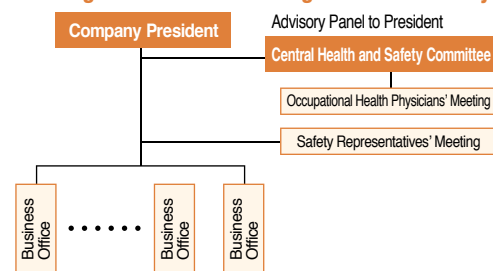 Advisory Panel to President
Company President
Central Health and Safety Committee
Occupational Health Physicians' Meeting
Safety Representatives' Meeting
Business
Office
Business
Office
Business
Office